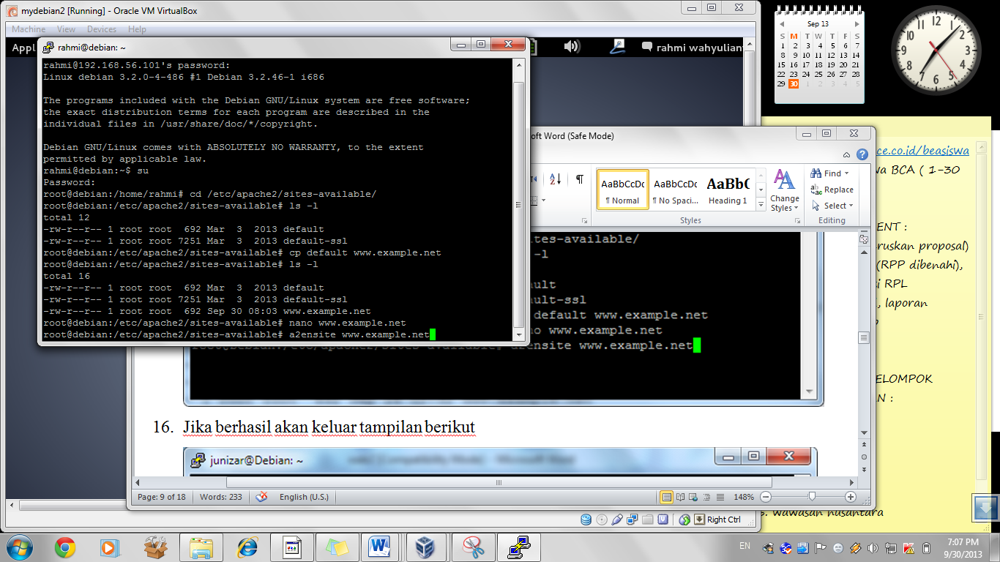 mydebian2 [Running] - Oracle VM VirtualBox
Machine View Devices Help
Appl
rahmi wahyulian
rahmi@debian: ~
rahmi@192.168.56.101's password:
Linux debian 3.2.0-4-486 #1 Debian 3.2.46-1 i686
The programs included with the Debian GNU/Linux system are free software;
the exact distribution terms for each program are described in the
individual files in /usr/share/doc/*/copyright.
Debian GNU/Linux comes with ABSOLUTELY NO WARRANTY, to the extent
permitted by applicable law.
rahmi@debian:~$ su
Password:
root@debian:/home/rahmi# cd /etc/apache2/sites-available/
root@debian:/etc/apache2/sites-available# ls -l
total 12
-rw-r--r-- 1 root root 692 Mar 3 2013 default
-rw-r--r-- 1 root root 7251 Mar 3 2013 default-ssl
root@debian:/etc/apache2/sites-available# cp default www.example.net
root@debian:/etc/apache2/sites-available# ls -l
total 16
-rw-r--r-- 1 root root 692 Mar 3 2013 default
-rw-r--r-- 1 root root 7251 Mar 3 2013 default-ssl
-rw-r--r-- 1 root root 692 Sep 30 08:03 www.example.net
root@debian:/etc/apache2/sites-available# nano www.example.net
root@debian:/etc/apache2/sites-available# a2ensite www.example.net
oft Word (Safe Mode)
AaBbCcDc AaBbCcDc AaBbC
¶ Normal ¶ No Spaci... Heading 1
Change
Styles
Styles
Find
Replace
Select
Editing
ites-available/
-l
ault
ault-ssl
default www.example.net
o www.example.net
a2ensite www.example.net
16. Jika berhasil akan keluar tampilan berikut
junizar@Debian: ~
Page: 9 of 18 Words: 233 English (U.S.) 148%
Right Ctrl
Sep 13
S M T W T F S
1 2 3 4 5 6 7
8 9 10 11 12 13 14
15 16 17 18 19 20 21
22 23 24 25 26 27 28
29 30 1 2 3 4 5
12 1 2 3 4 5 6 7 8 9 10 11
ce.co.id/beasiswa
a BCA ( 1-30
ENT :
ruskan proposal)
(RPP dibenahi),
i RPL
, laporan
ELOMPOK
N :
wawasan nusantara
EN
7:07 PM
9/30/2013